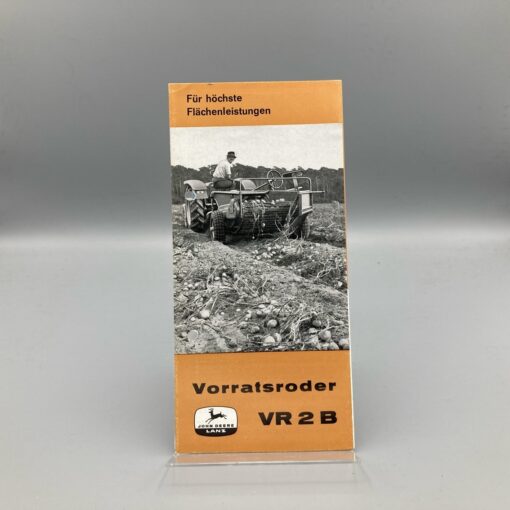 Für höchste
Flächenleistungen
Vorratsroder
JOHN DEERE
LANZ
VR 2 B